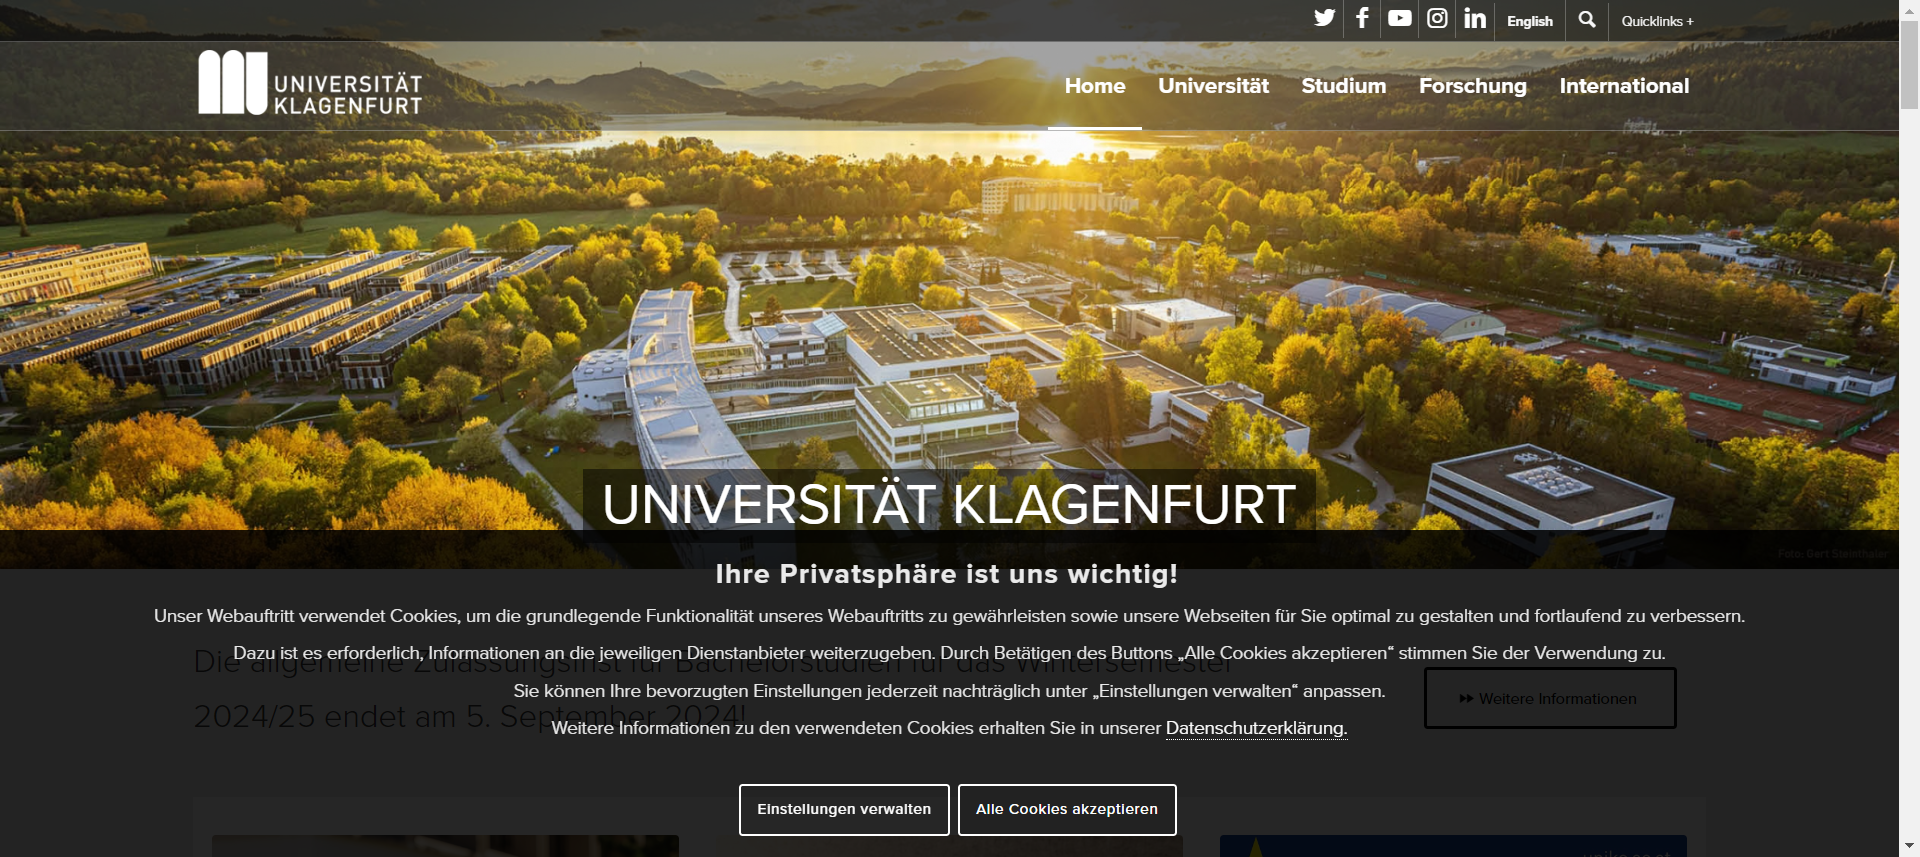 English
Quicklinks +
UNIVERSITÄT
KLAGENFURT
Home
Universität
Studium
Forschung
International
UNIVERSITÄT KLAGENFURT
Foto: Gert Steinthaler
Ihre Privatsphäre ist uns wichtig!
Unser Webauftritt verwendet Cookies, um die grundlegende Funktionalität unseres Webauftritts zu gewährleisten sowie unsere Webseiten für Sie optimal zu gestalten und fortlaufend zu verbessern.
Dazu ist es erforderlich, Informationen an die jeweiligen Dienstanbieter weiterzugeben. Durch Betätigen des Buttons „Alle Cookies akzeptieren“ stimmen Sie der Verwendung zu.
Die allgemeine Zulassungsfrist für Bachelorstudien für das Wintersemester
Sie können Ihre bevorzugten Einstellungen jederzeit nachträglich unter „Einstellungen verwalten“ anpassen.
Weitere Informationen
2024/25 endet am 5. September 2024!
Weitere Informationen zu den verwendeten Cookies erhalten Sie in unserer Datenschutzerklärung.
Einstellungen verwalten
Alle Cookies akzeptieren